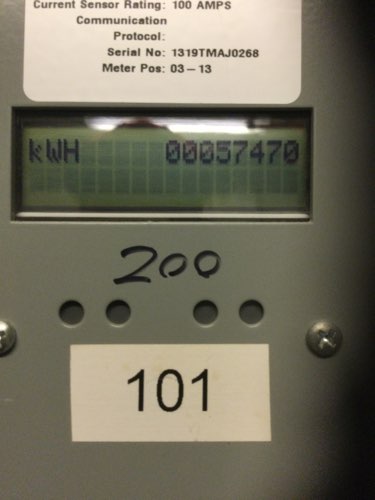 Current Sensor Rating: 100 AMPS
Communication
Protocol:
Serial No: 1319TMAJ0268
Meter Pos: 03-13
kWH 00057470
200
101